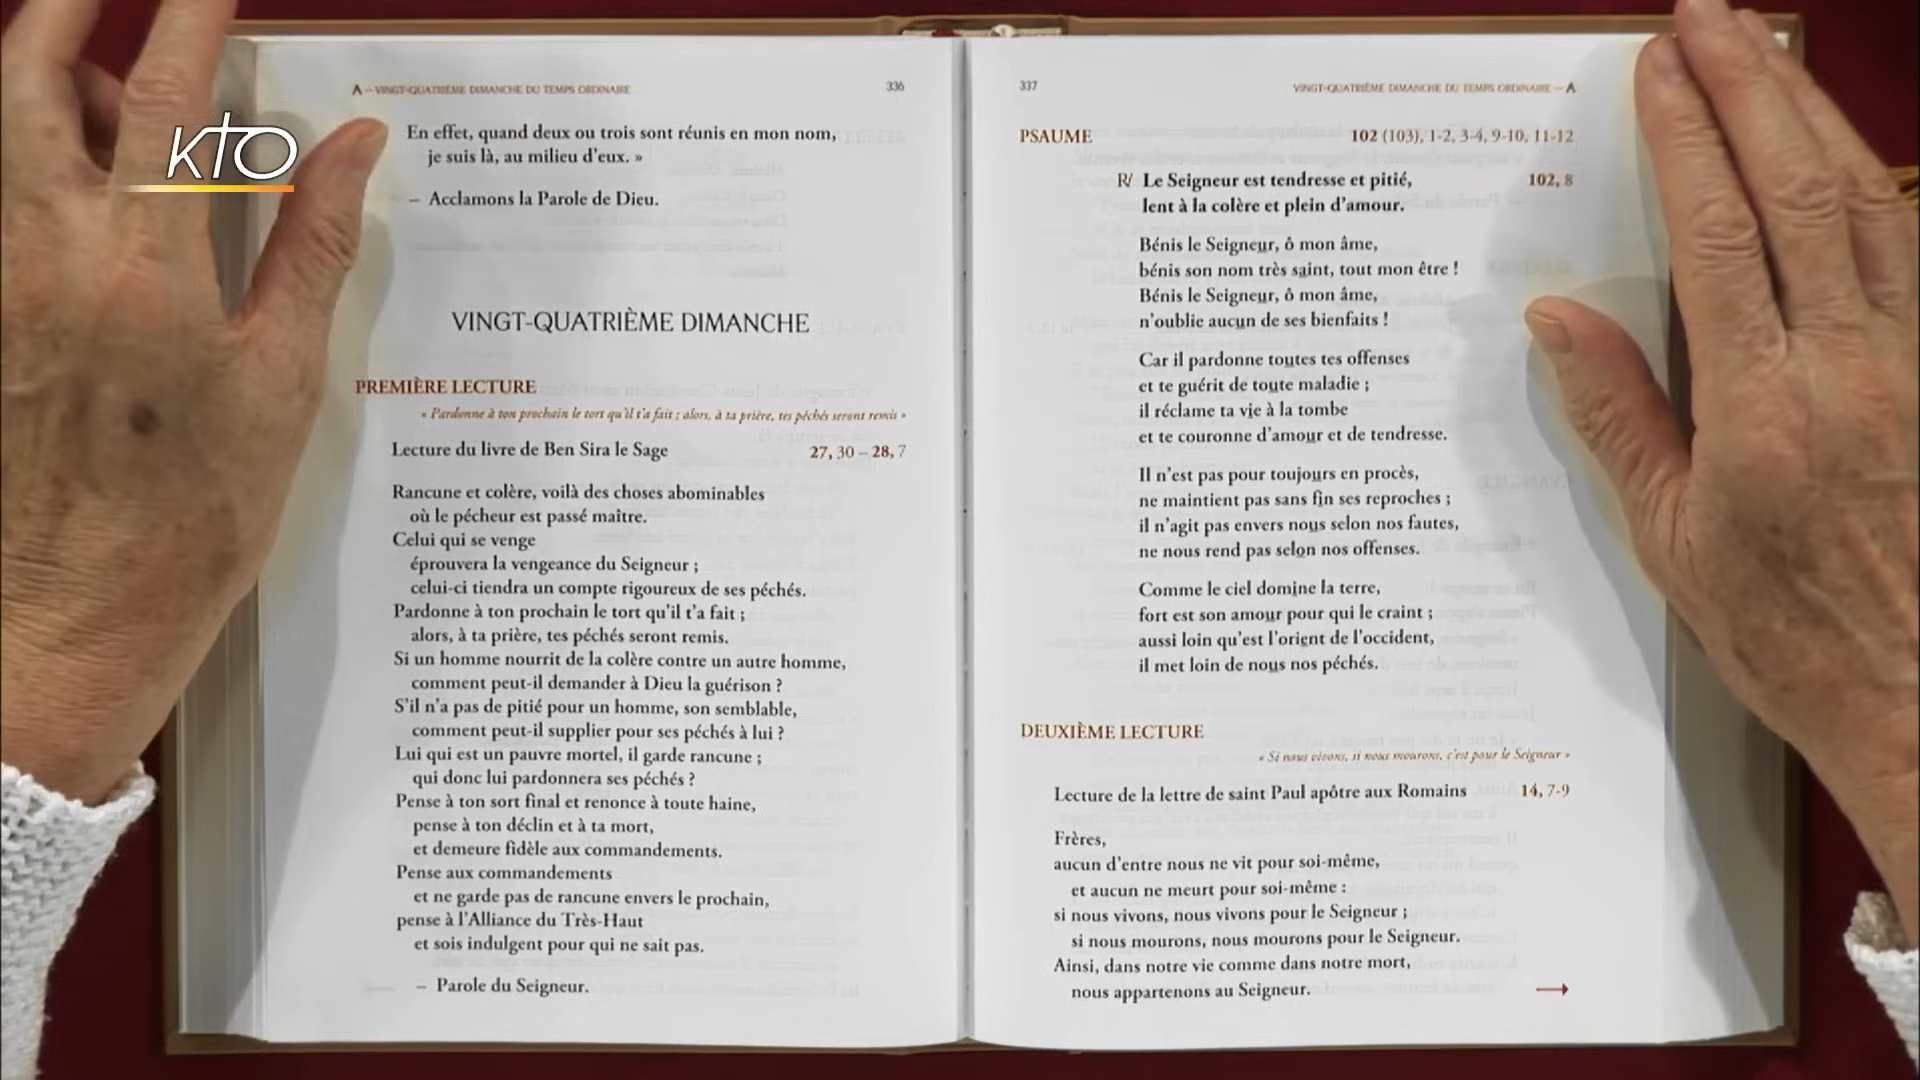 KTO
A – VINGT-QUATRIÈME DIMANCHE DU TEMPS ORDINAIRE 336
En effet, quand deux ou trois sont réunis en mon nom,
je suis là, au milieu d'eux. »
– Acclamons la Parole de Dieu.
VINGT-QUATRIÈME DIMANCHE
PREMIÈRE LECTURE
« Pardonne à ton prochain le tort qu'il t'a fait ; alors, à ta prière, tes péchés seront remis »
Lecture du livre de Ben Sira le Sage 27, 30 – 28, 7
Rancune et colère, voilà des choses abominables
où le pécheur est passé maître.
Celui qui se venge
éprouvera la vengeance du Seigneur ;
celui-ci tiendra un compte rigoureux de ses péchés.
Pardonne à ton prochain le tort qu'il t'a fait ;
alors, à ta prière, tes péchés seront remis.
Si un homme nourrit de la colère contre un autre homme,
comment peut-il demander à Dieu la guérison ?
S'il n'a pas de pitié pour un homme, son semblable,
comment peut-il supplier pour ses péchés à lui ?
Lui qui est un pauvre mortel, il garde rancune ;
qui donc lui pardonnera ses péchés ?
Pense à ton sort final et renonce à toute haine,
pense à ton déclin et à ta mort,
et demeure fidèle aux commandements.
Pense aux commandements
et ne garde pas de rancune envers le prochain,
pense à l'Alliance du Très-Haut
et sois indulgent pour qui ne sait pas.
– Parole du Seigneur.
337 VINGT-QUATRIÈME DIMANCHE DU TEMPS ORDINAIRE – A
PSAUME 102 (103), 1-2, 3-4, 9-10, 11-12
R/ Le Seigneur est tendresse et pitié, 102, 8
lent à la colère et plein d'amour.
Bénis le Seigneur, ô mon âme,
bénis son nom très saint, tout mon être !
Bénis le Seigneur, ô mon âme,
n'oublie aucun de ses bienfaits !
Car il pardonne toutes tes offenses
et te guérit de toute maladie ;
il réclame ta vie à la tombe
et te couronne d'amour et de tendresse.
Il n'est pas pour toujours en procès,
ne maintient pas sans fin ses reproches ;
il n'agit pas envers nous selon nos fautes,
ne nous rend pas selon nos offenses.
Comme le ciel domine la terre,
fort est son amour pour qui le craint ;
aussi loin qu'est l'orient de l'occident,
il met loin de nous nos péchés.
DEUXIÈME LECTURE
« Si nous vivons, si nous mourons, c'est pour le Seigneur »
Lecture de la lettre de saint Paul apôtre aux Romains 14, 7-9
Frères,
aucun d'entre nous ne vit pour soi-même,
et aucun ne meurt pour soi-même :
si nous vivons, nous vivons pour le Seigneur ;
si nous mourons, nous mourons pour le Seigneur.
Ainsi, dans notre vie comme dans notre mort,
nous appartenons au Seigneur.
→